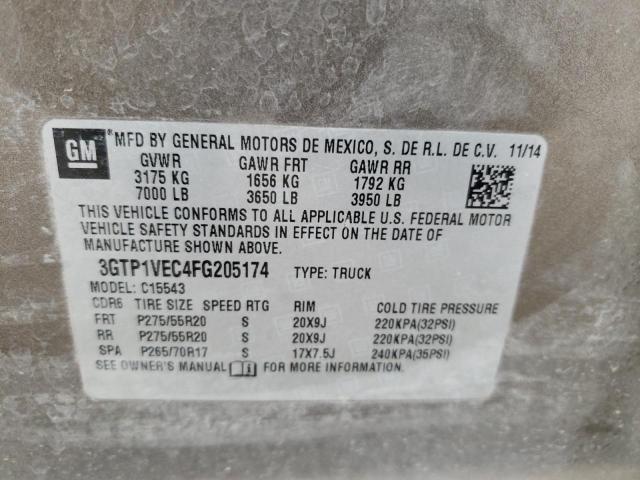 GM ®MFD BY GENERAL MOTORS DE MEXICO, S. DE R.L. DE C.V. 11/14
GVWR GAWR FRT GAWR RR
3175 KG 1656 KG 1792 KG
7000 LB 3650 LB 3950 LB
THIS VEHICLE CONFORMS TO ALL APPLICABLE U.S. FEDERAL MOTOR
VEHICLE SAFETY STANDARDS IN EFFECT ON THE DATE OF
MANUFACTURE SHOWN ABOVE.
3GTP1VEC4FG205174 TYPE: TRUCK
MODEL: C15543
CDR6 TIRE SIZE SPEED RTG RIM COLD TIRE PRESSURE
FRT P275/55R20 S 20X9J 220KPA(32PSI)
RR P275/55R20 S 20X9J 220KPA(32PSI)
SPA P265/70R17 S 17X7.5J 240KPA(35PSI)
SEE OWNER'S MANUAL FOR MORE INFORMATION.